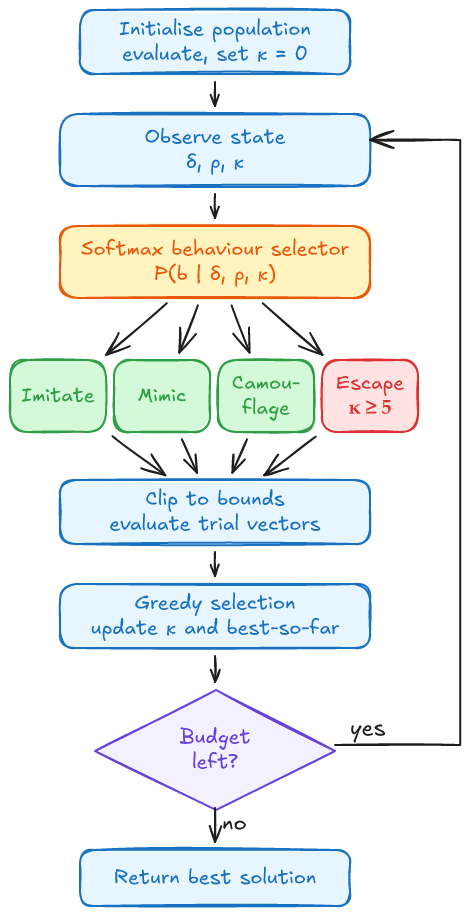 Initialise population
evaluate, set κ = 0
Observe state
δ, ρ, κ
Softmax behaviour selector
P(b | δ, ρ, κ)
Imitate
Mimic
Camou-
flage
Escape
κ ≥ 5
Clip to bounds
evaluate trial vectors
Greedy selection
update κ and best-so-far
Budget
left?
yes
no
Return best solution